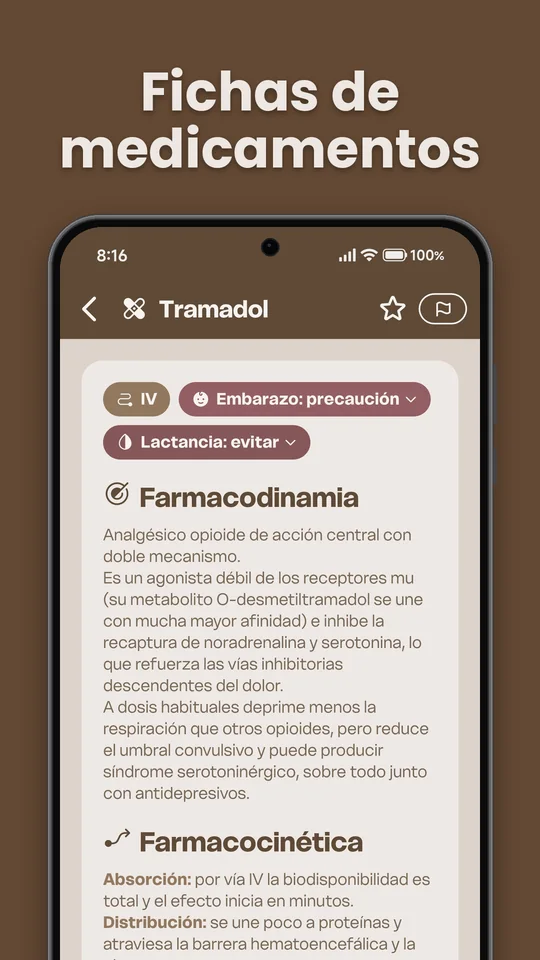 Fichas de
medicamentos
8:16
100%
Tramadol
IV
Embarazo: precaución
Lactancia: evitar
Farmacodinamia
Analgésico opioide de acción central con
doble mecanismo.
Es un agonista débil de los receptores mu
(su metabolito O-desmetiltramadol se une
con mucha mayor afinidad) e inhibe la
recaptura de noradrenalina y serotonina, lo
que refuerza las vías inhibitorias
descendentes del dolor.
A dosis habituales deprime menos la
respiración que otros opioides, pero reduce
el umbral convulsivo y puede producir
síndrome serotoninérgico, sobre todo junto
con antidepresivos.
Farmacocinética
Absorción: por vía IV la biodisponibilidad es
total y el efecto inicia en minutos.
Distribución: se une poco a proteínas y
atraviesa la barrera hematoencefálica y la